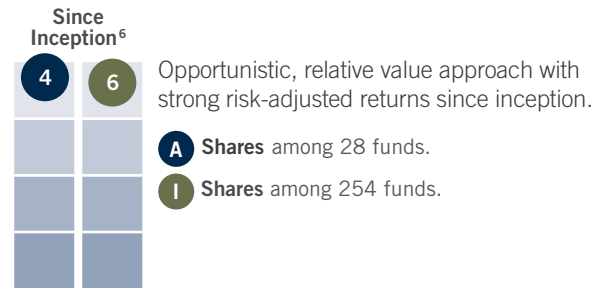 Since
Inception⁶
4 6
Opportunistic, relative value approach with
strong risk-adjusted returns since inception.
A Shares among 28 funds.
I Shares among 254 funds.